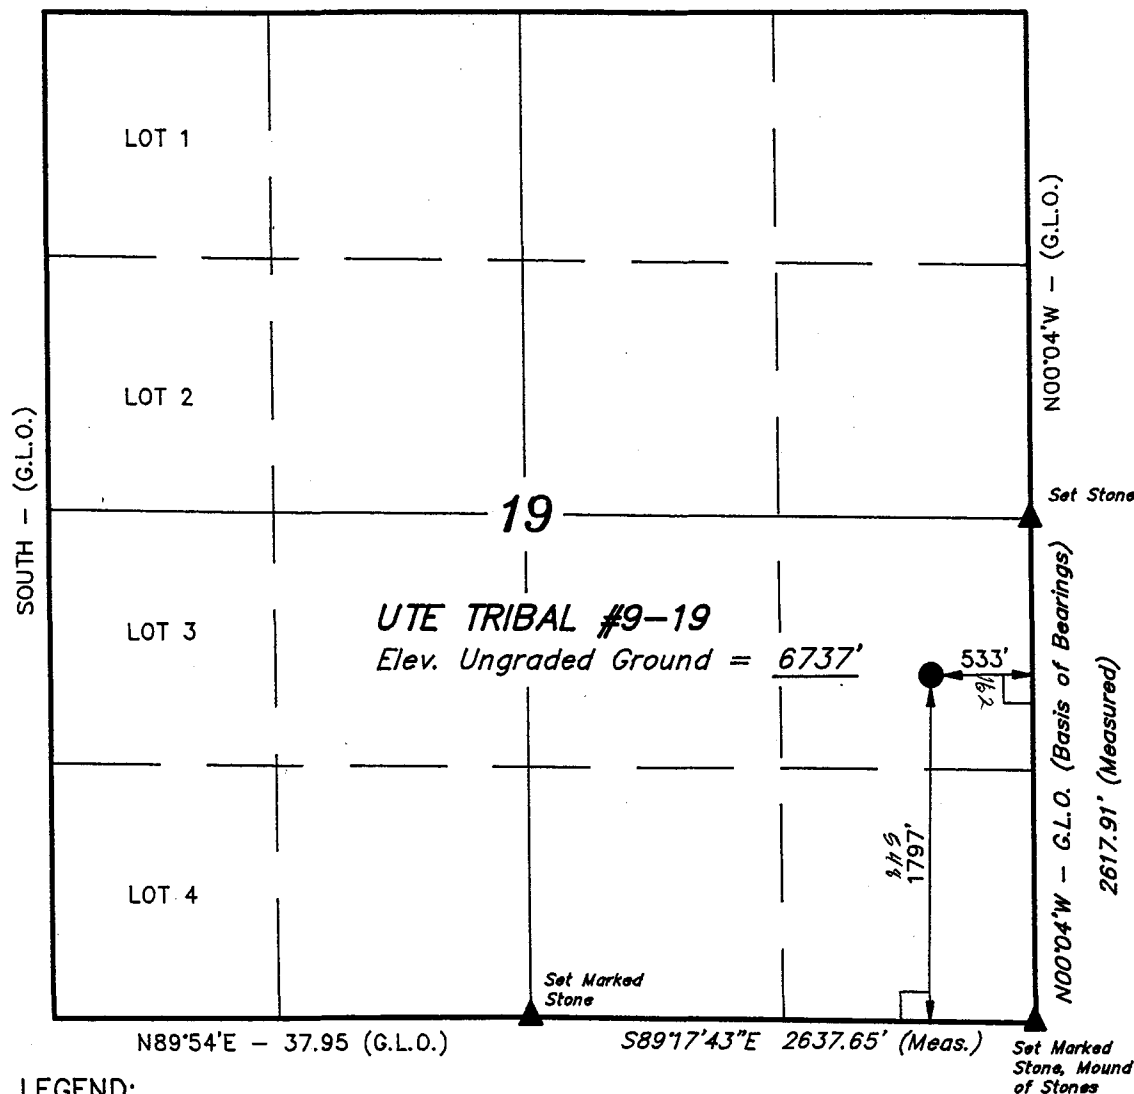 LOT 1
N00°04'W – (G.L.O.)
LOT 2
SOUTH – (G.L.O.)
Set Stone
19
LOT 3
UTE TRIBAL #9–19
Elev. Ungraded Ground = 6737'
533'
162
N00°04'W – G.L.O. (Basis of Bearings)
2617.91' (Measured)
548
1797'
LOT 4
Set Marked
Stone
N89°54'E – 37.95 (G.L.O.)
S89°17'43"E 2637.65' (Meas.)
Set Marked
Stone, Mound
of Stones
LEGEND: